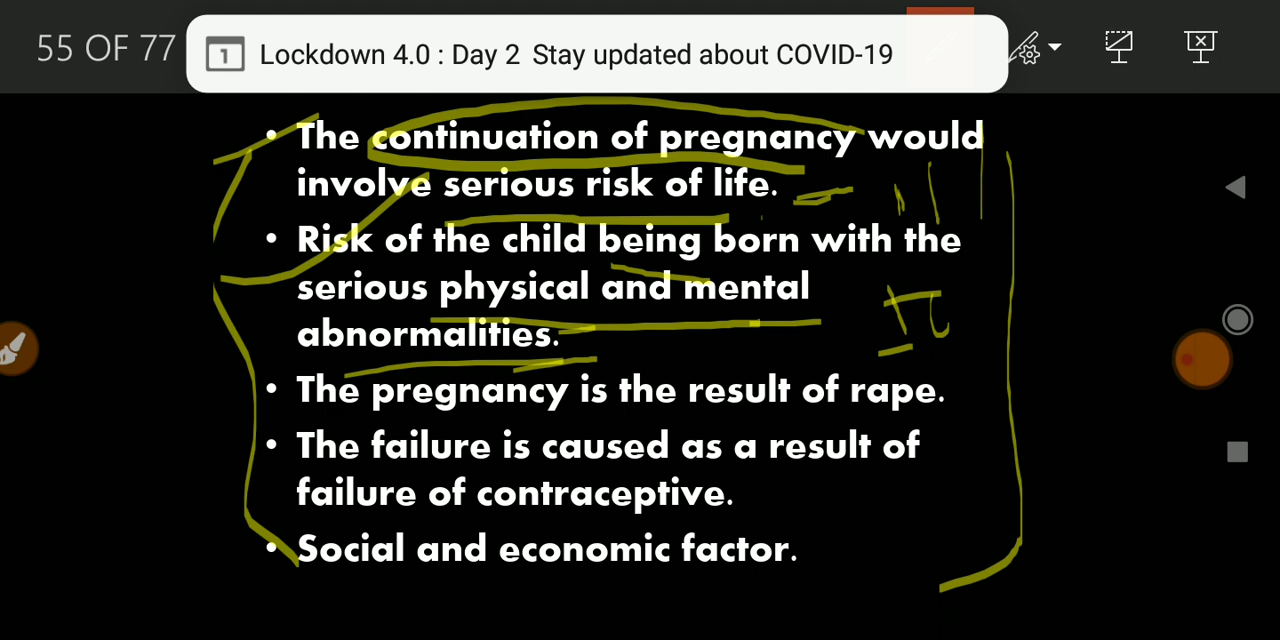 55 OF 77
1 Lockdown 4.0 : Day 2 Stay updated about COVID-19
• The continuation of pregnancy would
involve serious risk of life.
• Risk of the child being born with the
serious physical and mental
abnormalities.
• The pregnancy is the result of rape.
• The failure is caused as a result of
failure of contraceptive.
• Social and economic factor.